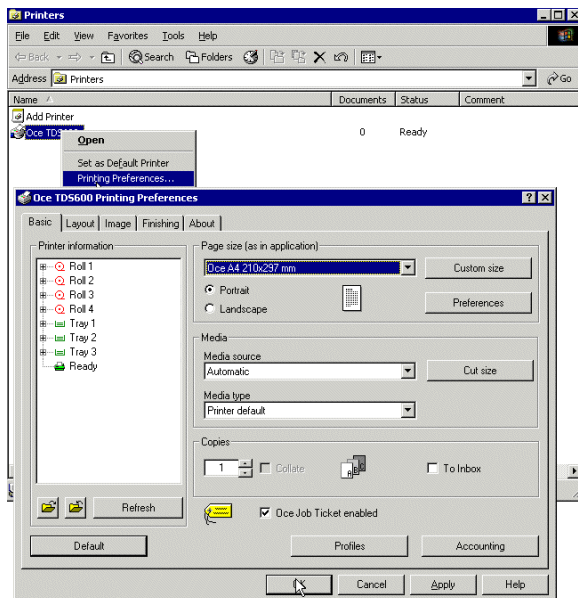 Printers
File Edit View Favorites Tools Help
Back Search Folders
Address Printers Go
Name Documents Status Comment
Add Printer
Oce 0 Ready
Open
Set as Default Printer
Printing Preferences...
Oce TDS600 Printing Preferences
Basic Layout Image Finishing About
Printer information
Roll 1
Roll 2
Roll 3
Roll 4
Tray 1
Tray 2
Tray 3
Ready
Refresh
Page size (as in application)
Oce A4 210x297 mm
Custom size
Portrait
Landscape
Preferences
Media
Media source
Automatic
Cut size
Media type
Printer default
Copies
1 Collate To Inbox
Oce Job Ticket enabled
Default Profiles Accounting
Cancel Apply Help